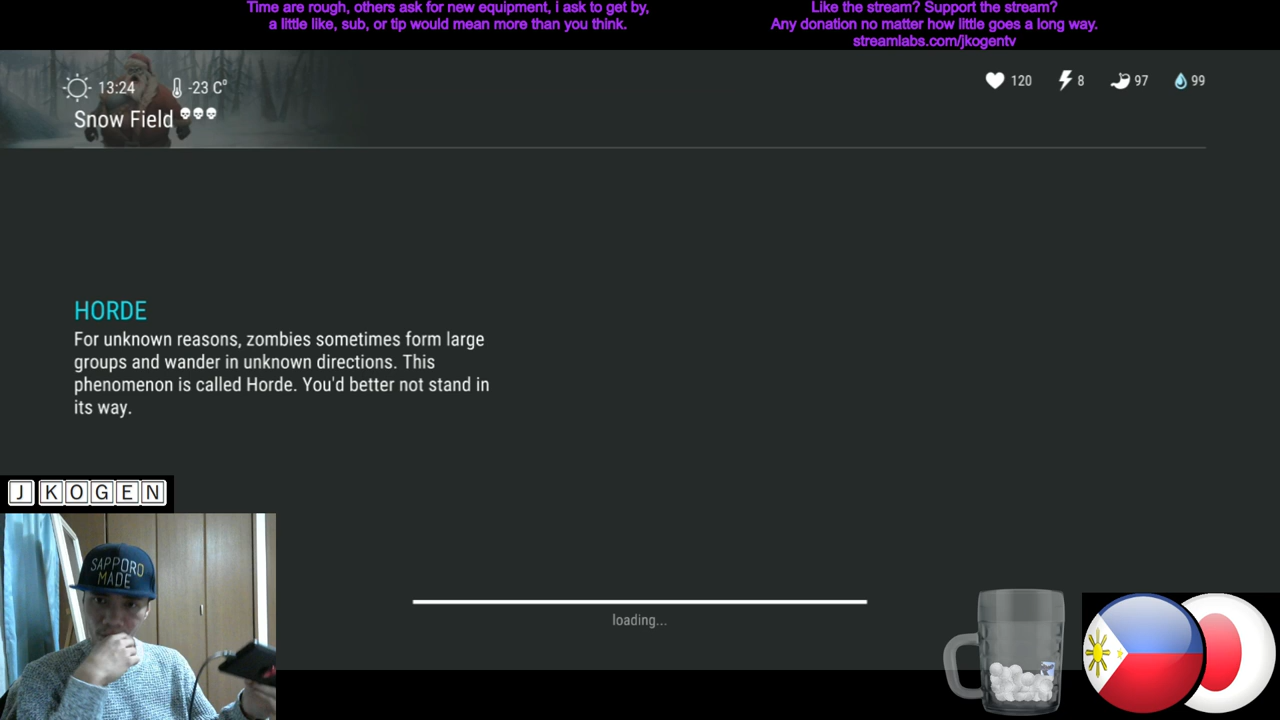 Time are rough, others ask for new equipment, i ask to get by,
a little like, sub, or tip would mean more than you think.
Like the stream? Support the stream?
Any donation no matter how little goes a long way.
streamlabs.com/jkogentv
13:24
-23 C°
Snow Field
120
8
97
99
HORDE
For unknown reasons, zombies sometimes form large
groups and wander in unknown directions. This
phenomenon is called Horde. You'd better not stand in
its way.
J KOGEN
SAPPORO
MADE
loading...